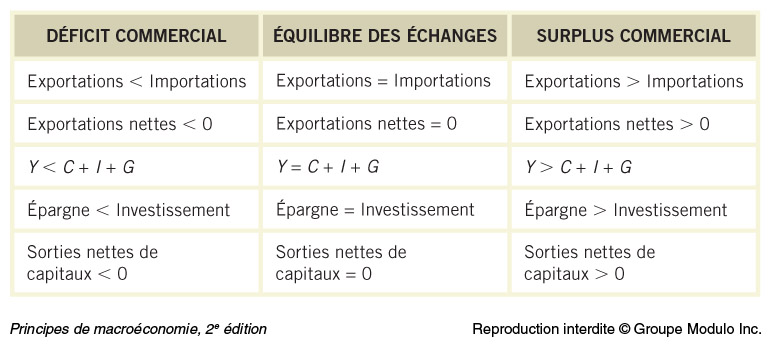 DÉFICIT COMMERCIAL ÉQUILIBRE DES ÉCHANGES SURPLUS COMMERCIAL
Exportations < Importations Exportations = Importations Exportations > Importations
Exportations nettes < 0 Exportations nettes = 0 Exportations nettes > 0
Y < C + I + G Y = C + I + G Y > C + I + G
Épargne < Investissement Épargne = Investissement Épargne > Investissement
Sorties nettes de Sorties nettes de Sorties nettes de
capitaux < 0 capitaux = 0 capitaux > 0
Principes de macroéconomie, 2e édition Reproduction interdite © Groupe Modulo Inc.